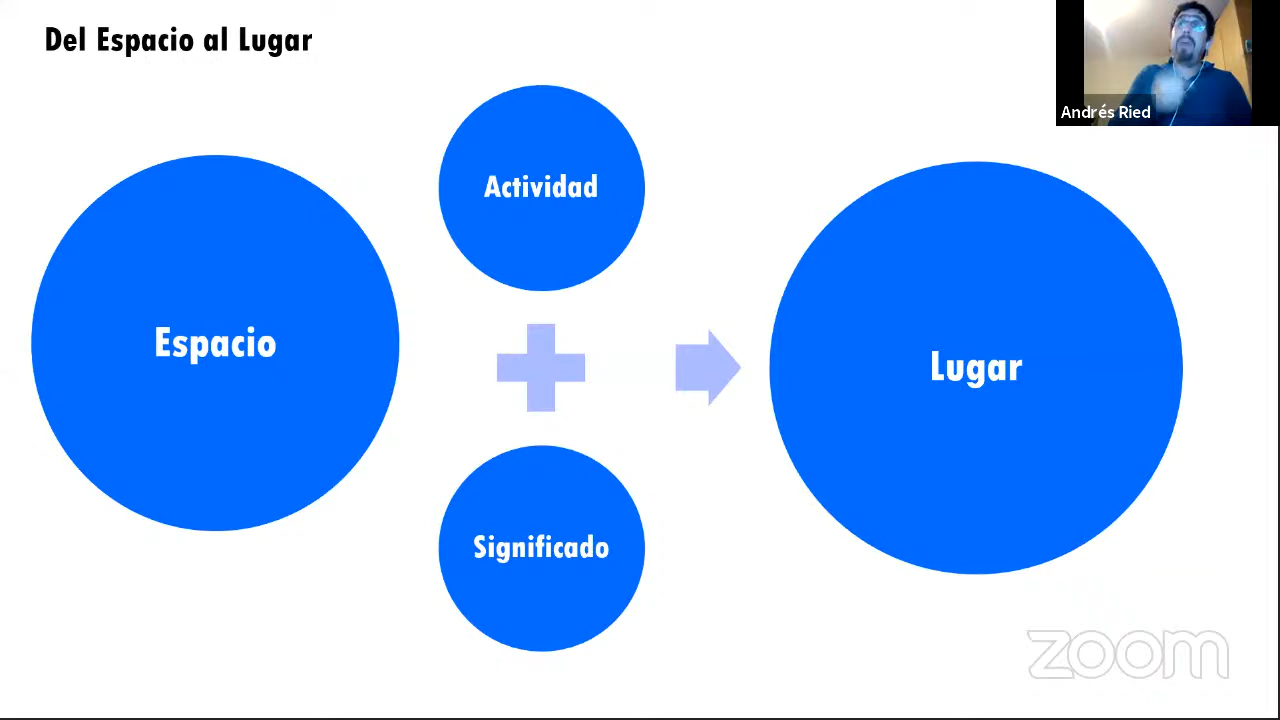 Del Espacio al Lugar
Andrés Ried
Actividad
Espacio
Lugar
Significado
zoom